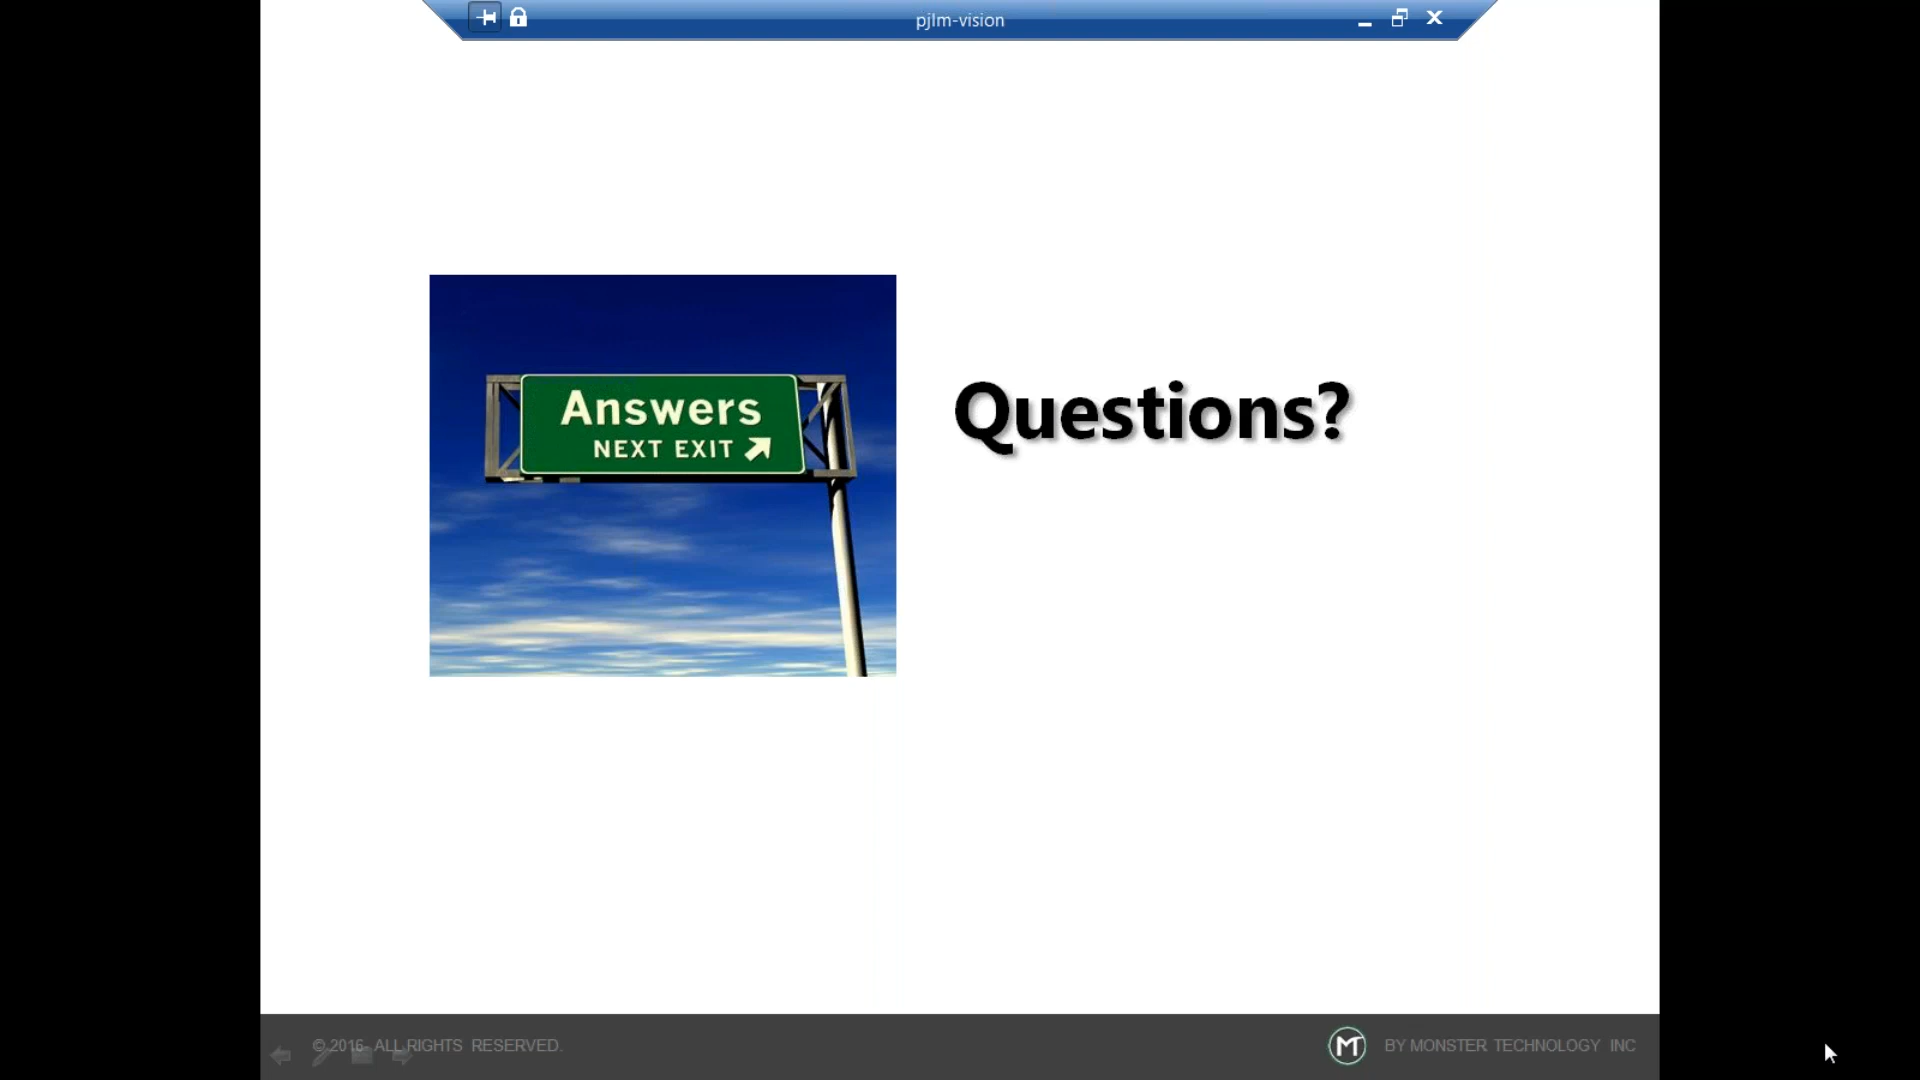 pjlm-vision
Answers
NEXT EXIT
Questions?
© 2016- ALL RIGHTS RESERVED.
BY MONSTER TECHNOLOGY INC